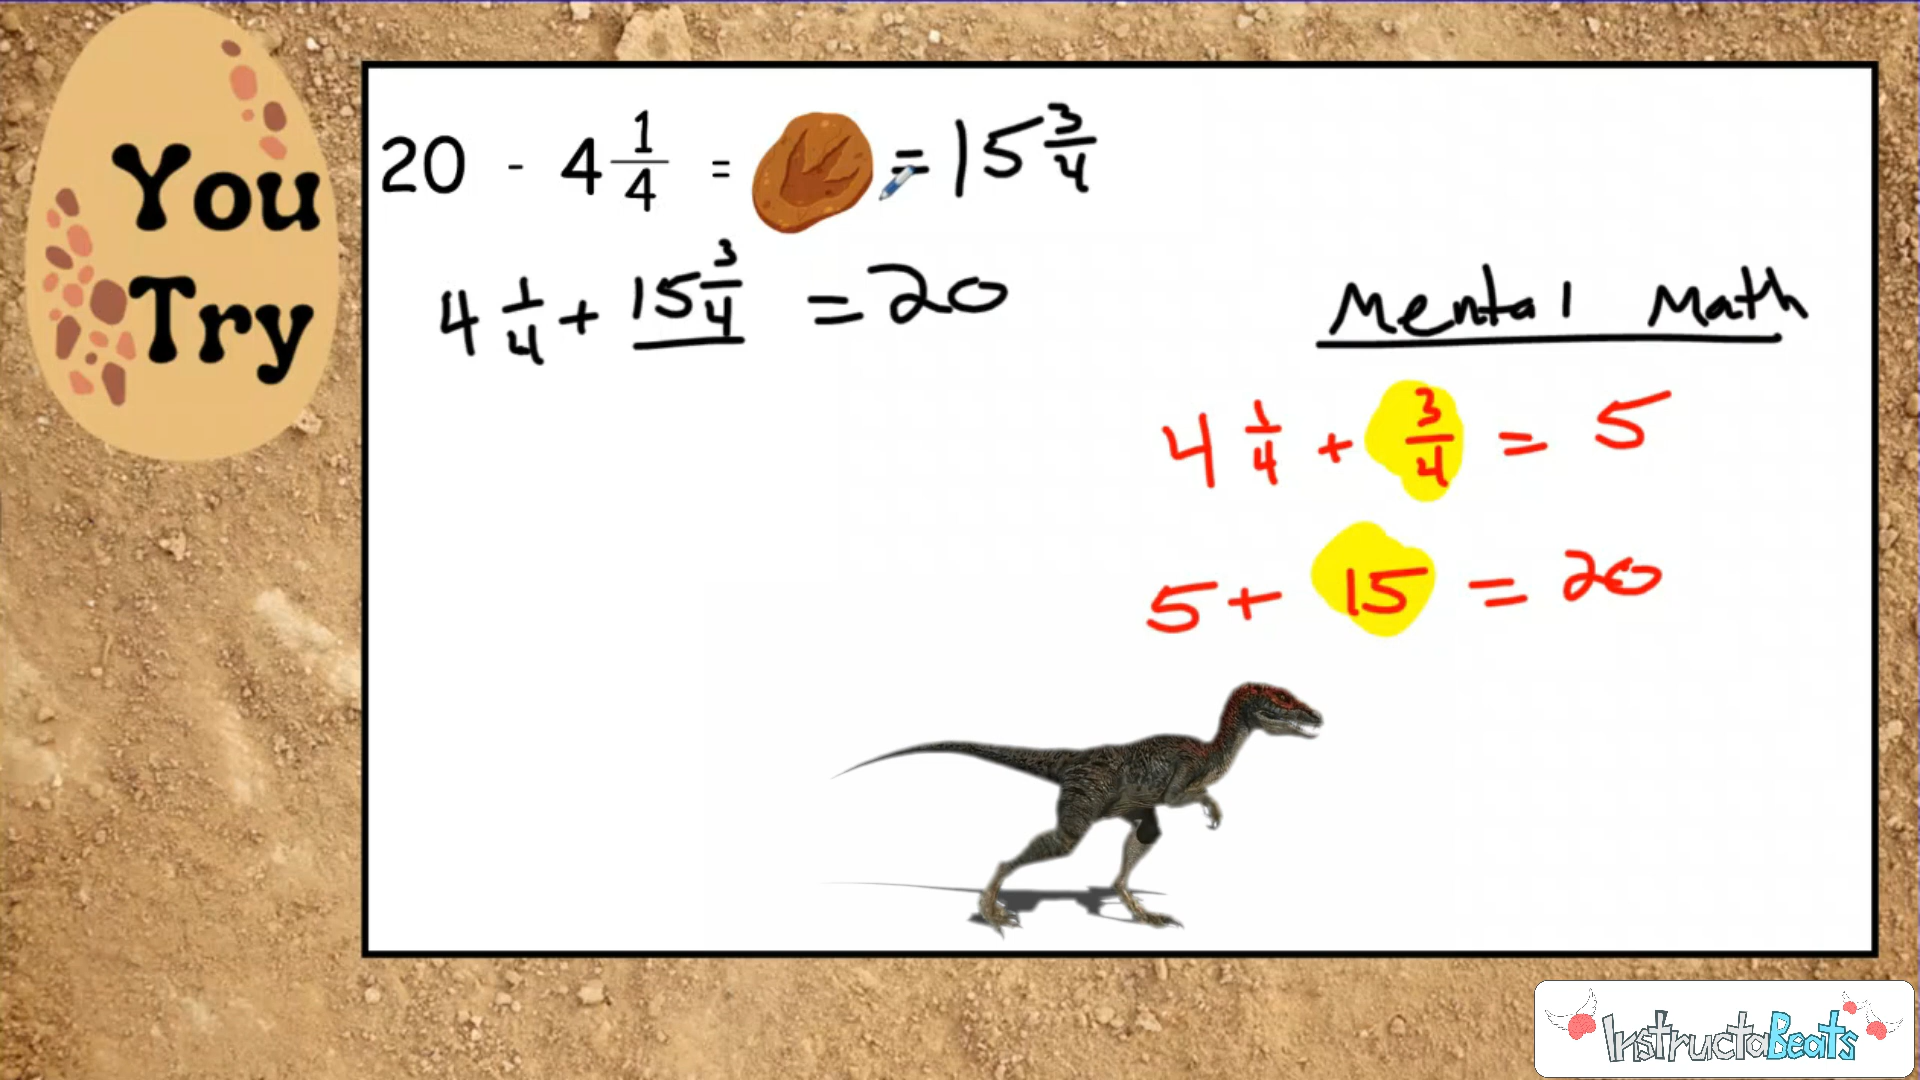 You
Try
20 - 4 1/4 = = 15 3/4
4 1/4 + 15 3/4 = 20
Mental Math
4 1/4 + 3/4 = 5
5 + 15 = 20
InstructaBeats